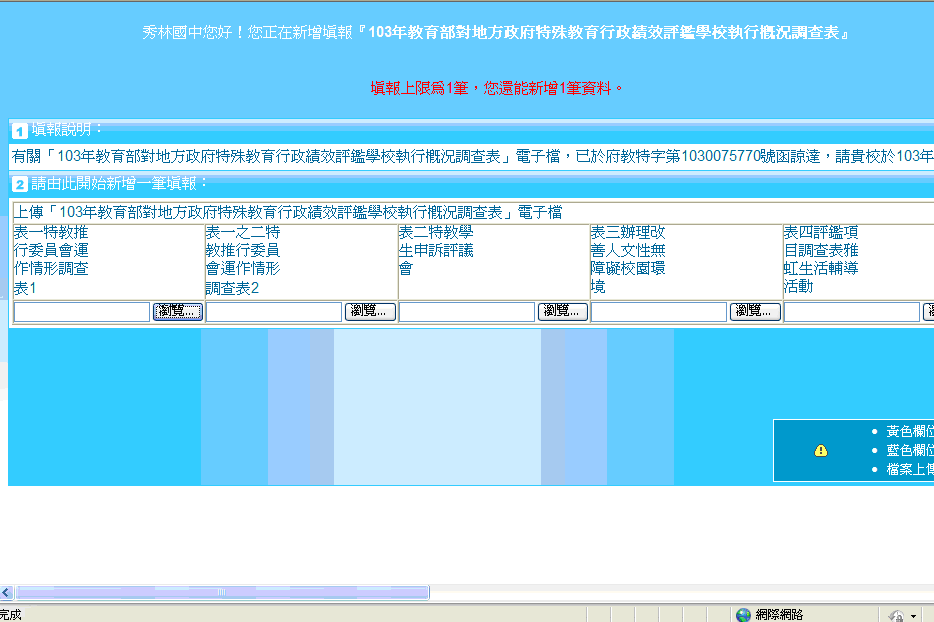 秀林國中您好！您正在新增填報『103年教育部對地方政府特殊教育行政績效評鑑學校執行概況調查表』
填報上限為1筆，您還能新增1筆資料。
1 填報說明：
有關「103年教育部對地方政府特殊教育行政績效評鑑學校執行概況調查表」電子檔，已於府教特字第1030075770號函諒達，請貴校於103年
2 請由此開始新增一筆填報：
上傳「103年教育部對地方政府特殊教育行政績效評鑑學校執行概況調查表」電子檔
表一特教推
行委員會運
作情形調查
表1
表一之二特
教推行委員
會運作情形
調查表2
表二特教學
生申訴評議
會
表三辦理改
善人文性無
障礙校園環
境
表四評鑑項
目調查表雅
虹生活輔導
活動
瀏覽... 瀏覽... 瀏覽... 瀏覽...
黃色欄位
藍色欄位
檔案上傳
完成
網際網路